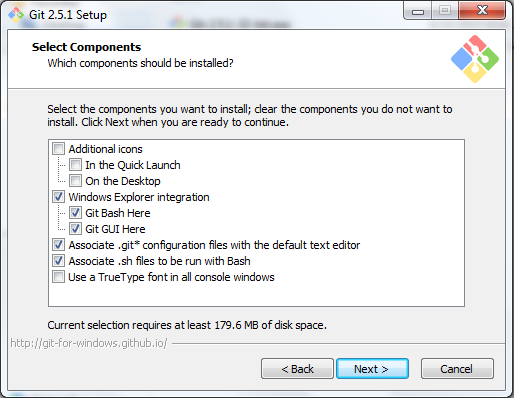 Git 2.5.1 Setup
Select Components
Which components should be installed?
Select the components you want to install; clear the components you do not want to
install. Click Next when you are ready to continue.
Additional icons
In the Quick Launch
On the Desktop
Windows Explorer integration
Git Bash Here
Git GUI Here
Associate .git* configuration files with the default text editor
Associate .sh files to be run with Bash
Use a TrueType font in all console windows
Current selection requires at least 179.6 MB of disk space.
http://git-for-windows.github.io/
< Back
Next >
Cancel